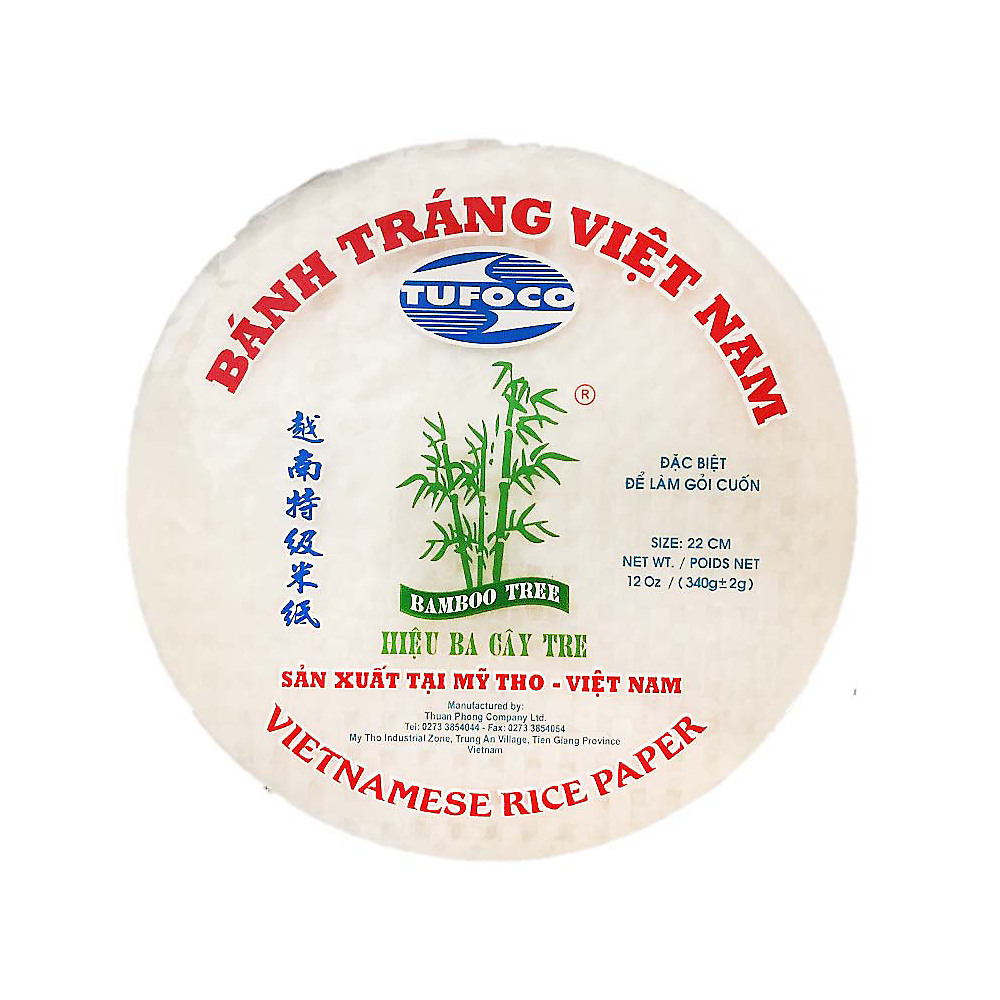 BÁNH TRÁNG VIỆT NAM
TUFOCO
®
越南特级米纸
ĐẶC BIỆT
ĐỂ LÀM GỎI CUỐN
SIZE: 22 CM
NET WT. / POIDS NET
12 Oz / (340g±2g)
BAMBOO TREE
HIỆU BA CÂY TRE
SẢN XUẤT TẠI MỸ THO - VIỆT NAM
Manufactured by:
Thuan Phong Company Ltd.
Tel: 0273 3854044 - Fax: 0273 3854054
My Tho Industrial Zone, Trung An Village, Tien Giang Province
Vietnam
VIETNAMESE RICE PAPER